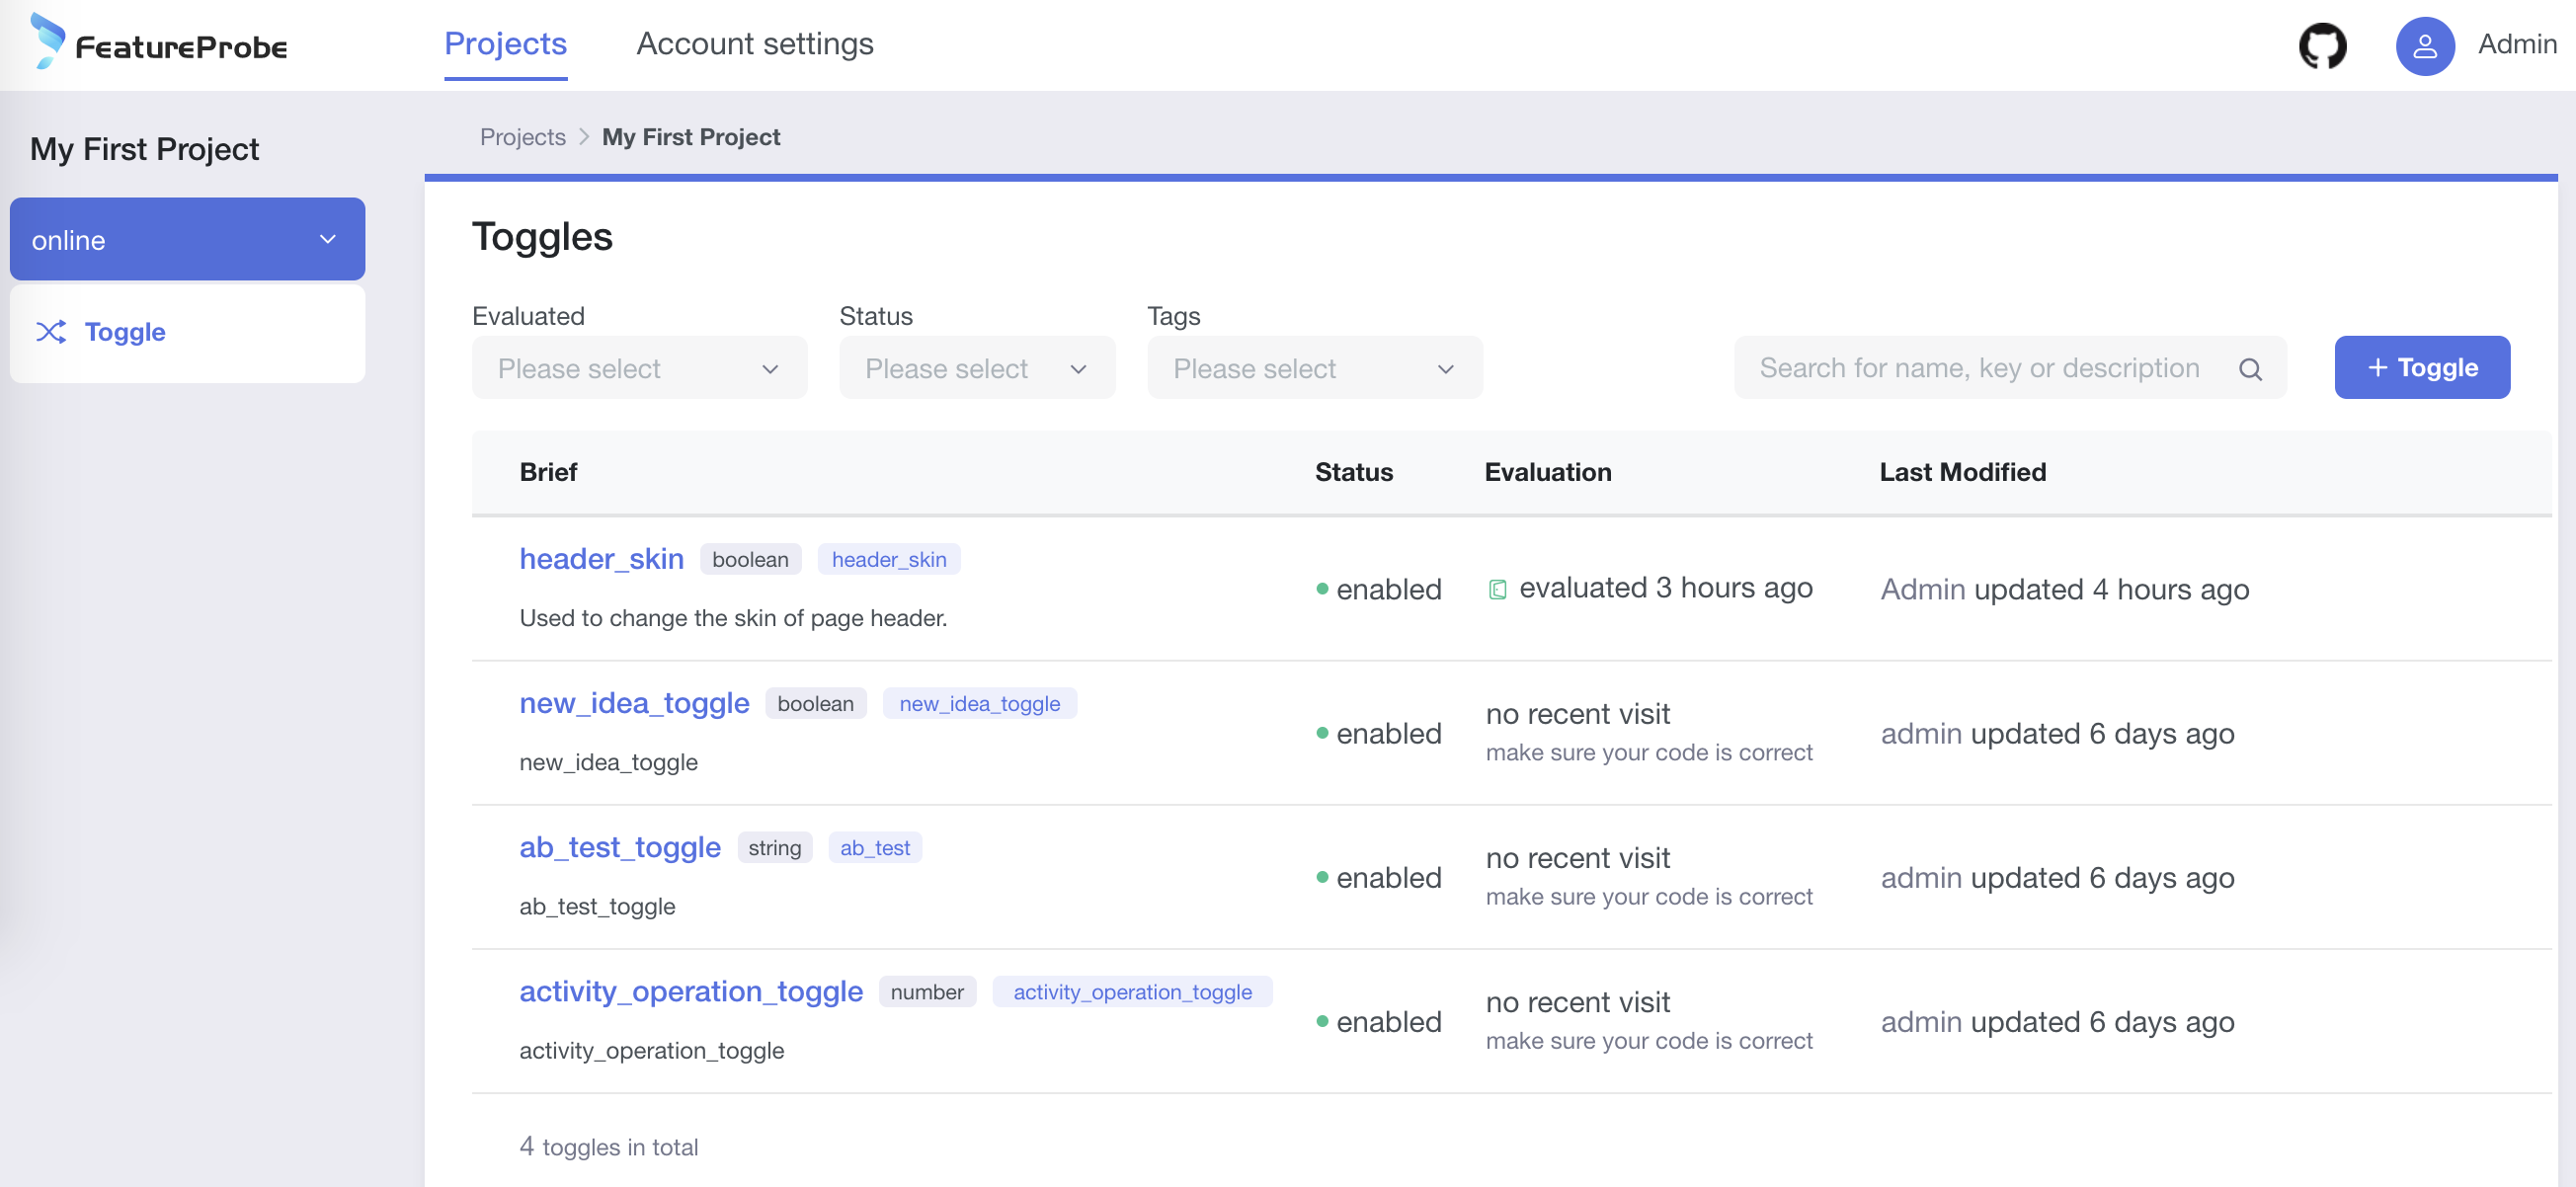 FeatureProbe
Projects
Account settings
Admin
My First Project
online
Toggle
Projects > My First Project
Toggles
Evaluated
Status
Tags
Please select
Please select
Please select
Search for name, key or description
+ Toggle
Brief
Status
Evaluation
Last Modified
header_skin boolean header_skin
Used to change the skin of page header.
enabled
evaluated 3 hours ago
Admin updated 4 hours ago
new_idea_toggle boolean new_idea_toggle
new_idea_toggle
enabled
no recent visit
make sure your code is correct
admin updated 6 days ago
ab_test_toggle string ab_test
ab_test_toggle
enabled
no recent visit
make sure your code is correct
admin updated 6 days ago
activity_operation_toggle number activity_operation_toggle
activity_operation_toggle
enabled
no recent visit
make sure your code is correct
admin updated 6 days ago
4 toggles in total